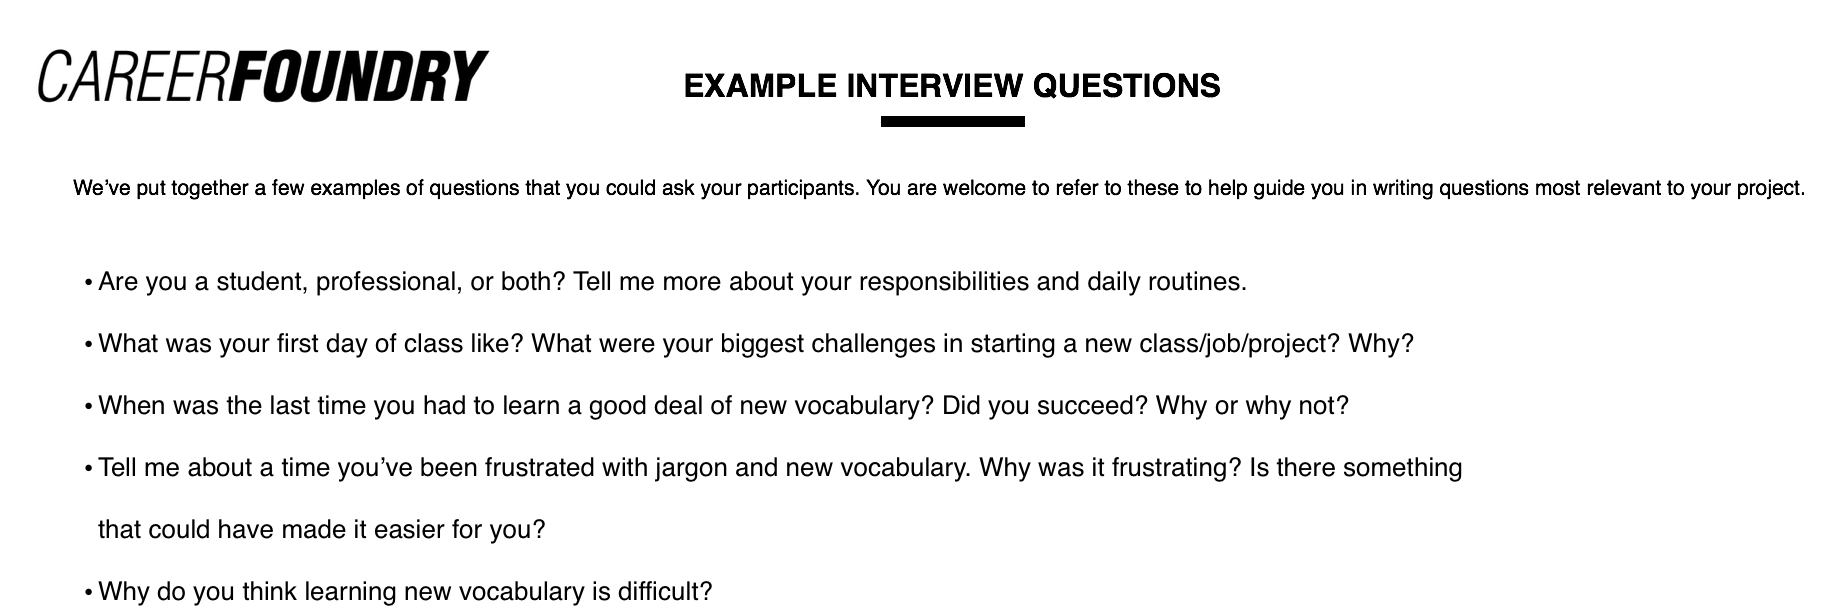 CAREERFOUNDRY
EXAMPLE INTERVIEW QUESTIONS
We’ve put together a few examples of questions that you could ask your participants. You are welcome to refer to these to help guide you in writing questions most relevant to your project.
• Are you a student, professional, or both? Tell me more about your responsibilities and daily routines.
• What was your first day of class like? What were your biggest challenges in starting a new class/job/project? Why?
• When was the last time you had to learn a good deal of new vocabulary? Did you succeed? Why or why not?
• Tell me about a time you’ve been frustrated with jargon and new vocabulary. Why was it frustrating? Is there something
that could have made it easier for you?
• Why do you think learning new vocabulary is difficult?